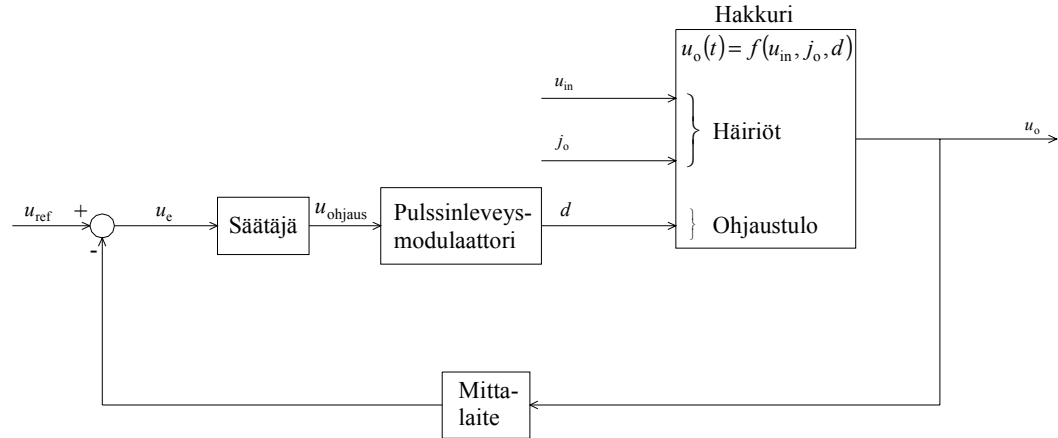 Hakkuri
u_o(t) = f(u_in, j_o, d)
u_in
Häiriöt
j_o
u_o
u_ref
+
-
u_e
Säätäjä
u_ohjaus
Pulssinleveys-
modulaattori
d
} Ohjaustulo
Mitta-
laite